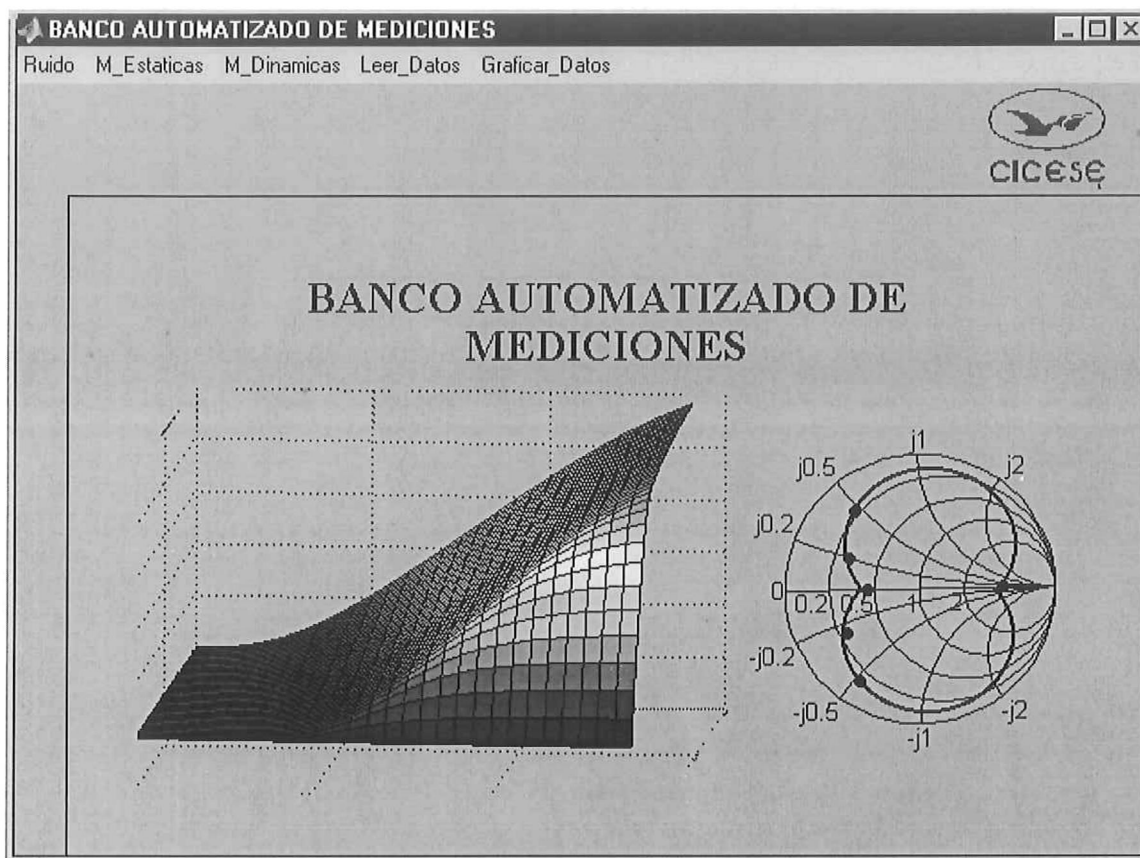 BANCO AUTOMATIZADO DE MEDICIONES
Ruido M_Estaticas M_Dinamicas Leer_Datos Graficar_Datos
CICESE
BANCO AUTOMATIZADO DE
MEDICIONES
j1
j0.5
j2
j0.2
0
0.2
0.5
1
2
-j0.2
-j0.5
-j2
-j1